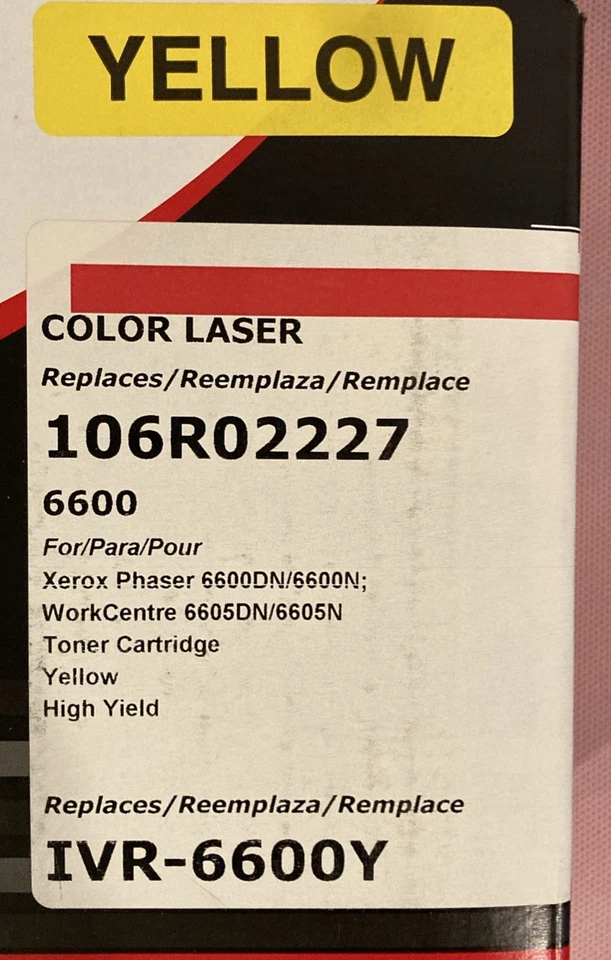 YELLOW
COLOR LASER
Replaces/Reemplaza/Remplace
106R02227
6600
For/Para/Pour
Xerox Phaser 6600DN/6600N;
WorkCentre 6605DN/6605N
Toner Cartridge
Yellow
High Yield
Replaces/Reemplaza/Remplace
IVR-6600Y